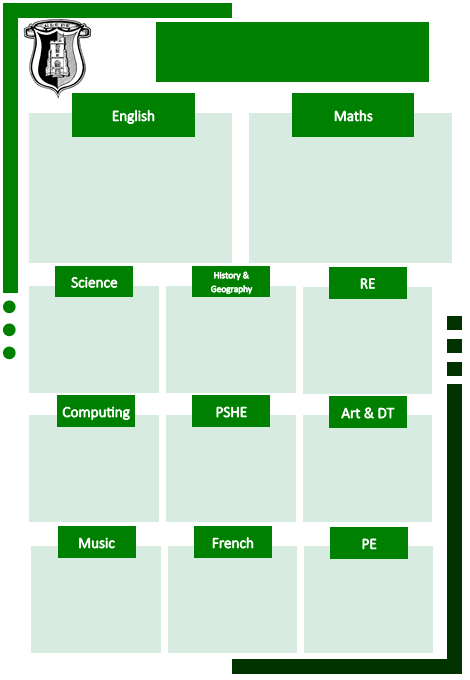 English
Maths
Science
History &
Geography
RE
Computing
PSHE
Art & DT
Music
French
PE